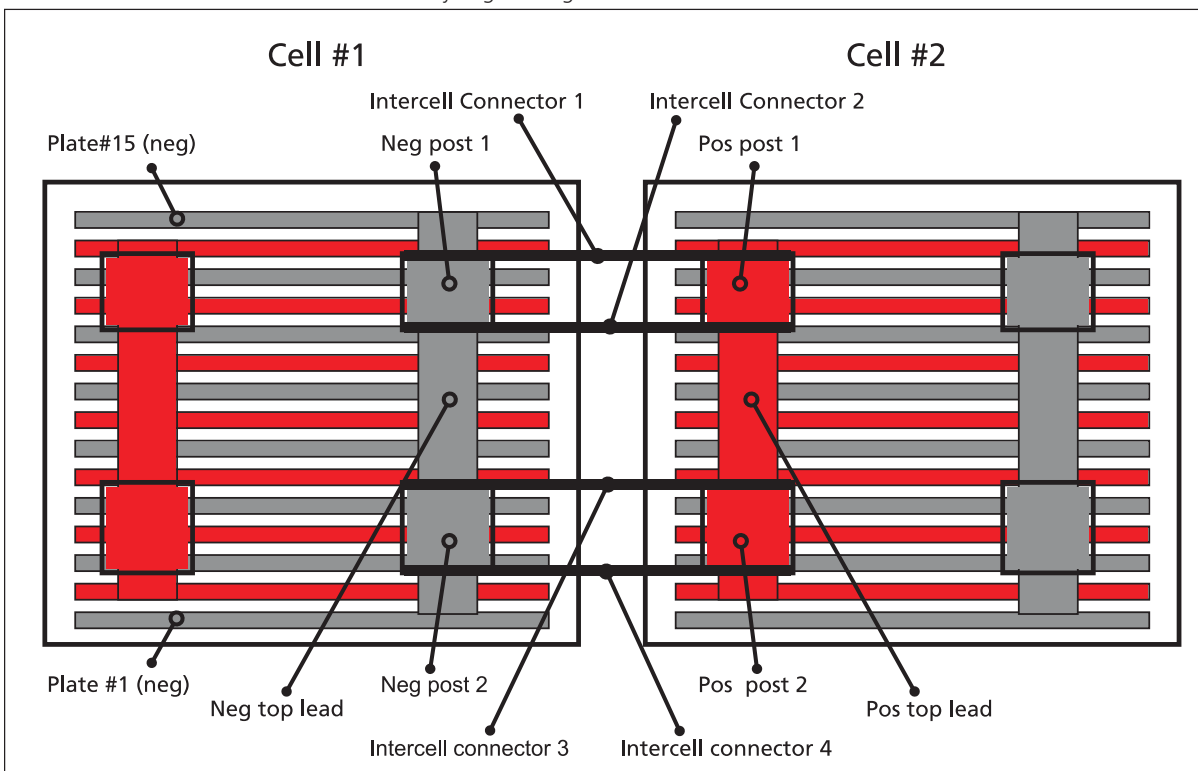 Cell #1
Cell #2
Intercell Connector 1
Intercell Connector 2
Plate#15 (neg)
Neg post 1
Pos post 1
Plate #1 (neg)
Neg post 2
Pos post 2
Neg top lead
Pos top lead
Intercell connector 3
Intercell connector 4